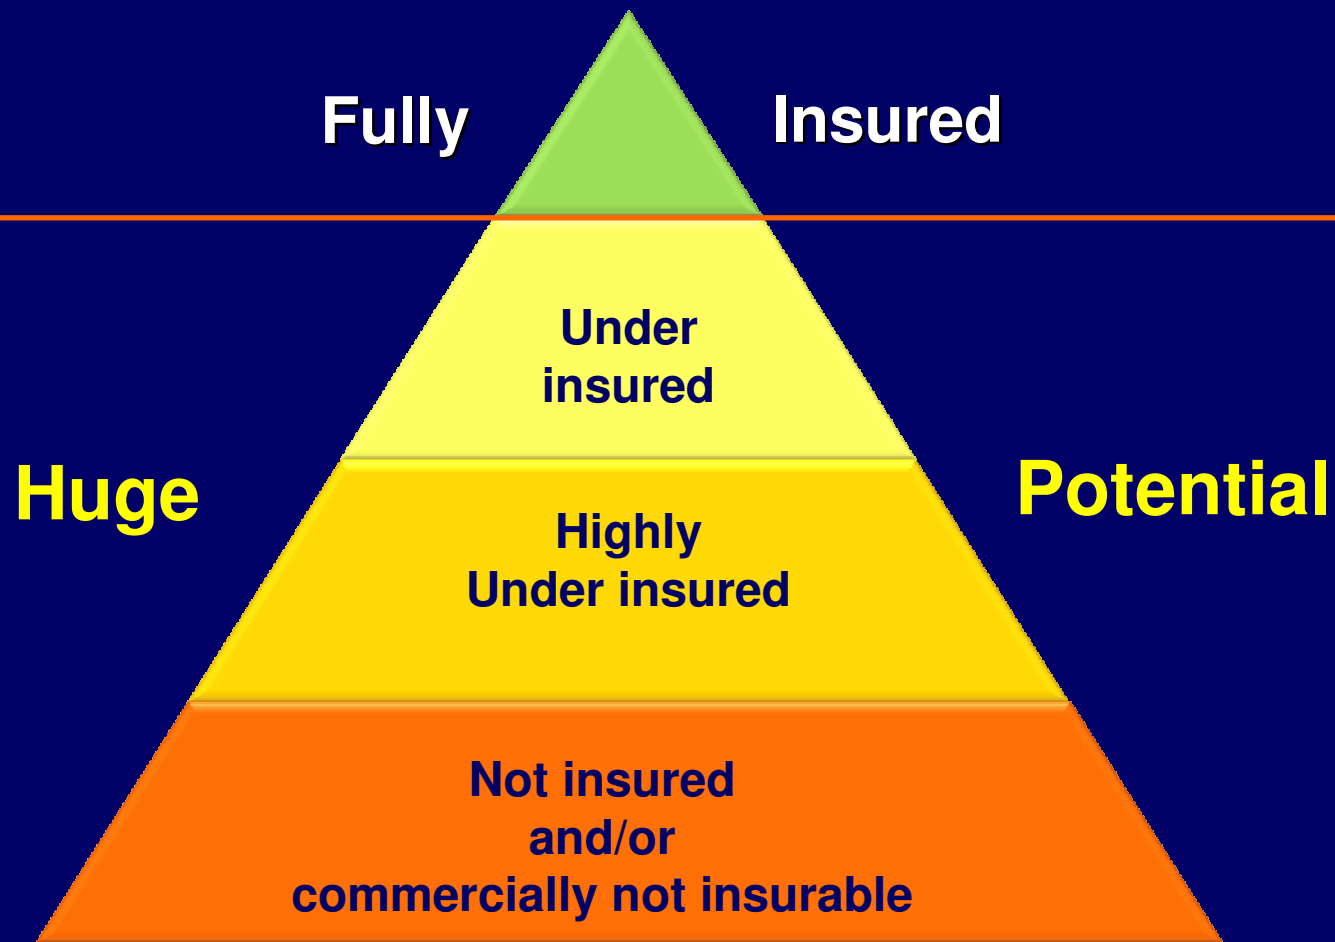 Fully Insured
Under
insured
Huge Potential
Highly
Under insured
Not insured
and/or
commercially not insurable